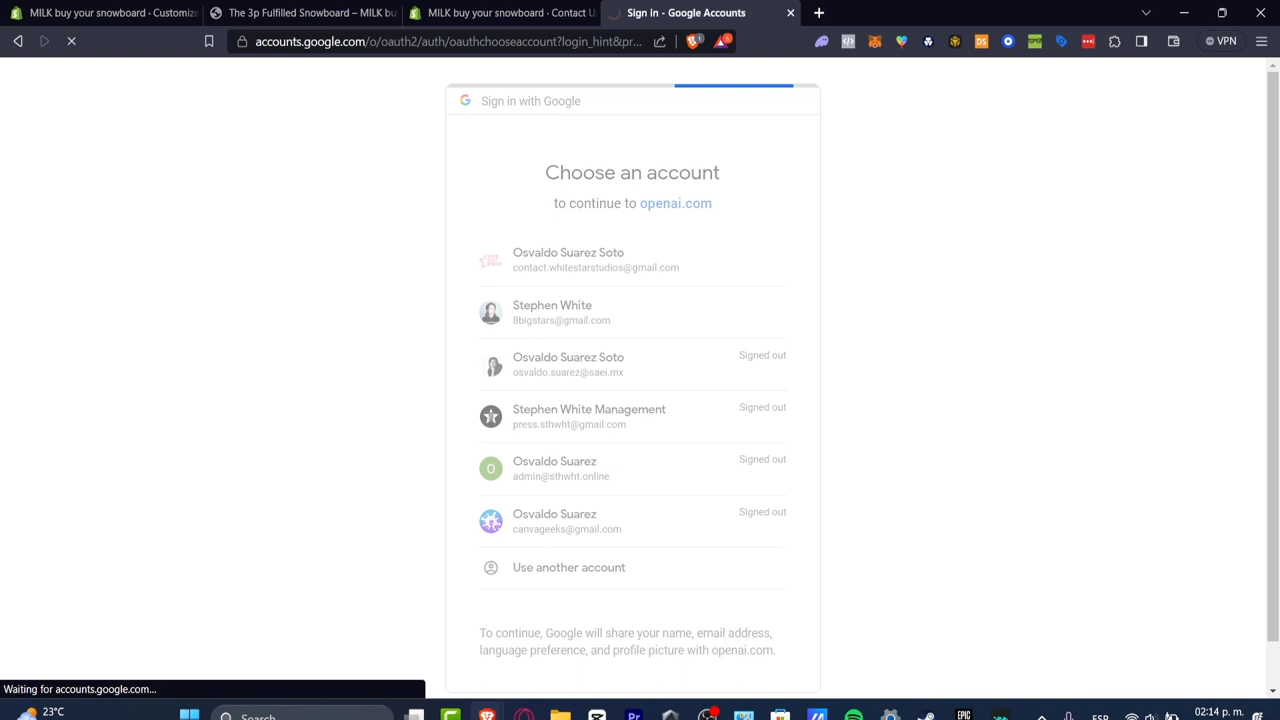 MILK buy your snowboard · Customize
The 3p Fulfilled Snowboard – MILK bu
MILK buy your snowboard · Contact U
Sign in - Google Accounts
accounts.google.com/o/oauth2/auth/oauthchooseaccount?login_hint&pr...
1
5
DS
VPN
Sign in with Google
Choose an account
to continue to openai.com
Osvaldo Suarez Soto
contact.whitestarstudios@gmail.com
Stephen White
8bigstars@gmail.com
Osvaldo Suarez Soto
Signed out
osvaldo.suarez@saei.mx
Stephen White Management
Signed out
press.sthwht@gmail.com
O
Osvaldo Suarez
Signed out
admin@sthwht.online
Osvaldo Suarez
Signed out
canvageeks@gmail.com
Use another account
To continue, Google will share your name, email address,
language preference, and profile picture with openai.com.
Waiting for accounts.google.com...
23°C
Search
Pr
EPIC
ESP
02:14 p. m.